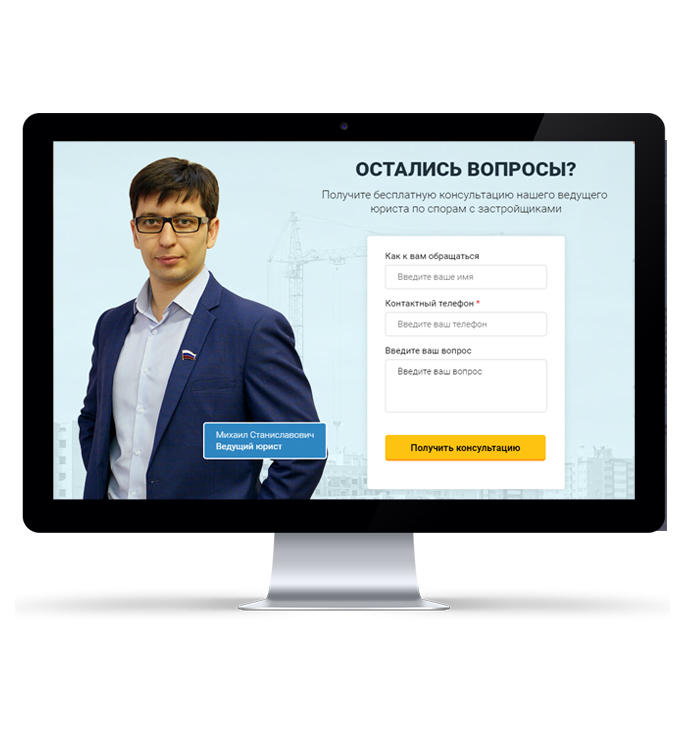 ОСТАЛИСЬ ВОПРОСЫ?
Получите бесплатную консультацию нашего ведущего
юриста по спорам с застройщиками
Как к вам обращаться
Введите ваше имя
Контактный телефон *
Введите ваш телефон
Введите ваш вопрос
Введите ваш вопрос
Получить консультацию
Михаил Станиславович
Ведущий юрист